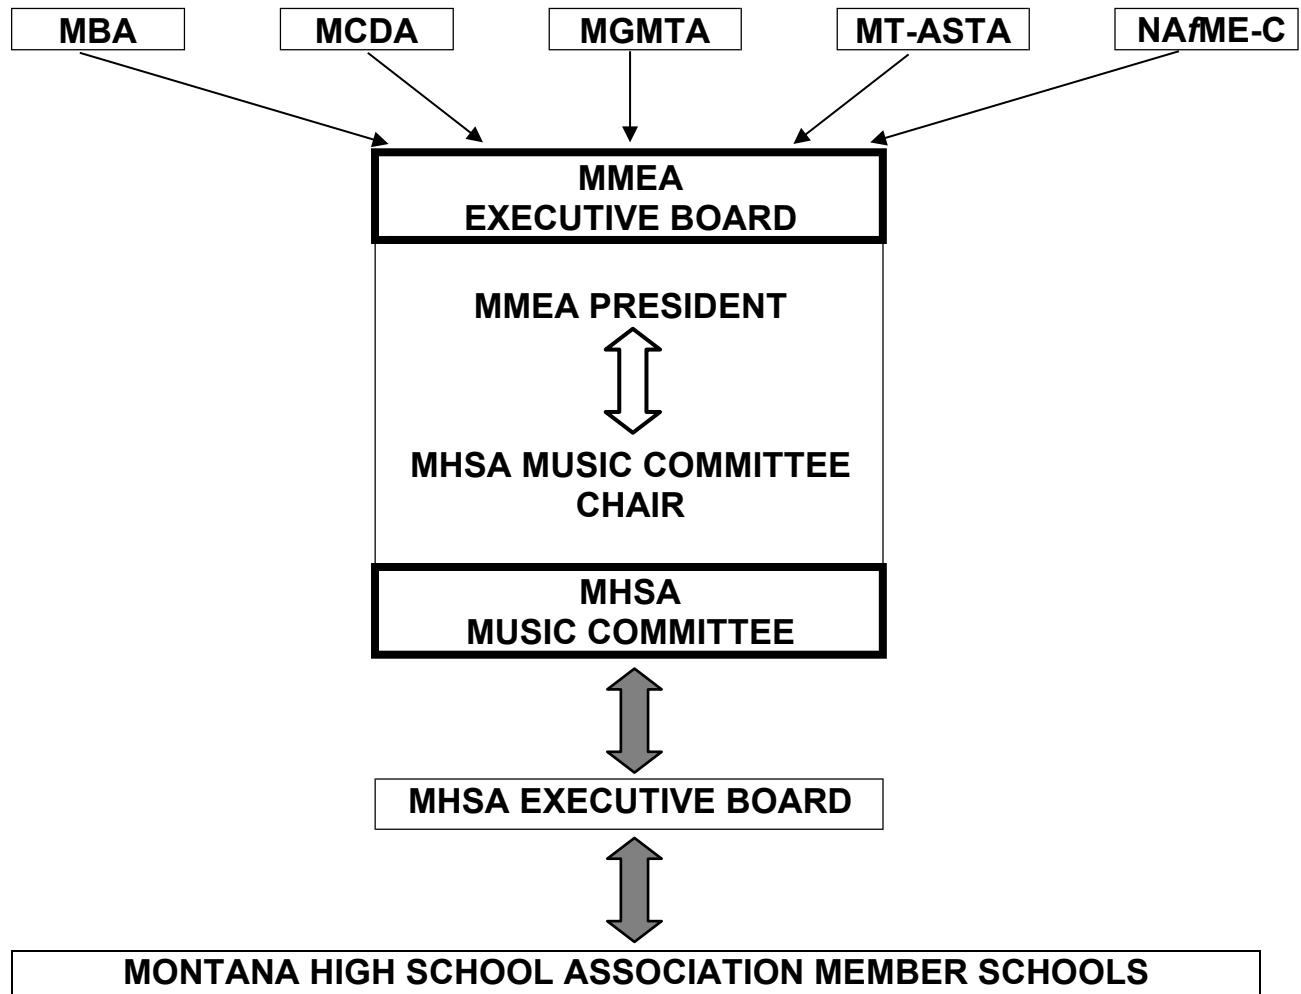 MBA
MCDA
MGMTA
MT-ASTA
NAfME-C
MMEA
EXECUTIVE BOARD
MMEA PRESIDENT
MHSA MUSIC COMMITTEE
CHAIR
MHSA
MUSIC COMMITTEE
MHSA EXECUTIVE BOARD
MONTANA HIGH SCHOOL ASSOCIATION MEMBER SCHOOLS